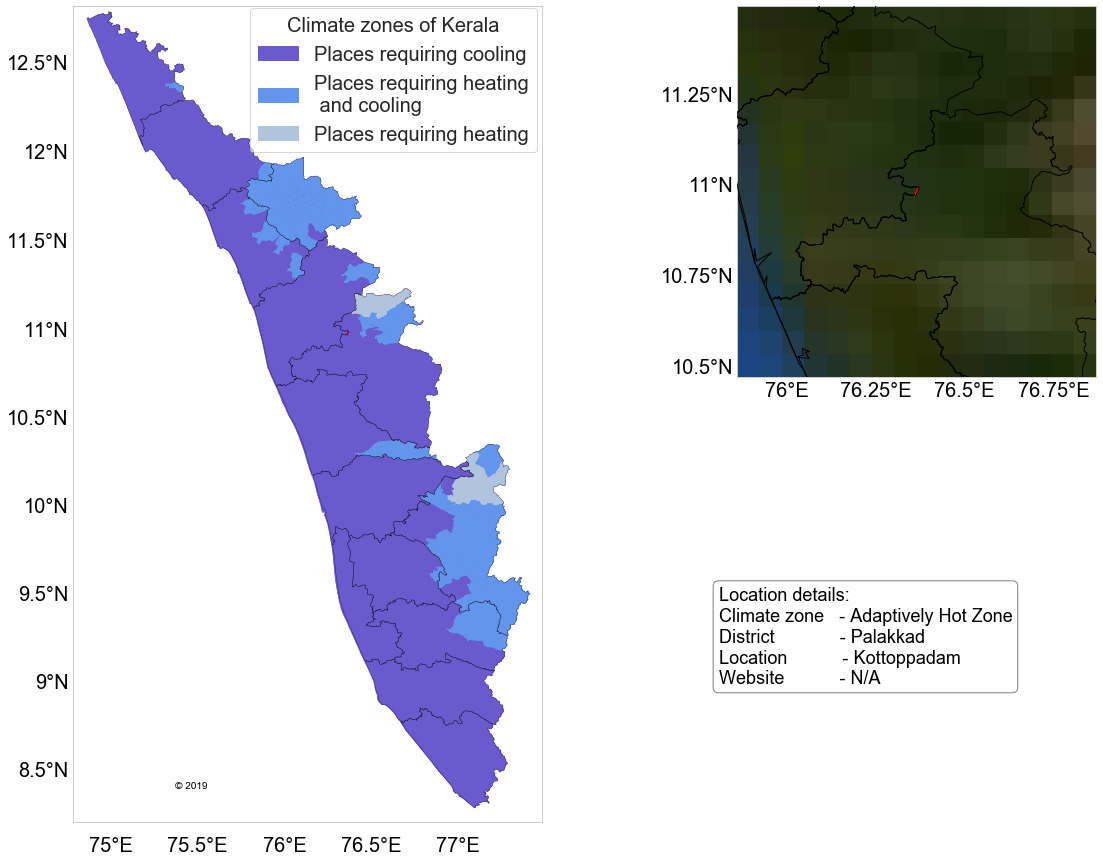 Climate zones of Kerala
Places requiring cooling
Places requiring heating
and cooling
Places requiring heating
12.5°N
12°N
11.5°N
11°N
10.5°N
10°N
9.5°N
9°N
8.5°N
75°E 75.5°E 76°E 76.5°E 77°E
© 2019
11.25°N
11°N
10.75°N
10.5°N
76°E 76.25°E 76.5°E 76.75°E
Location details:
Climate zone - Adaptively Hot Zone
District - Palakkad
Location - Kottoppadam
Website - N/A